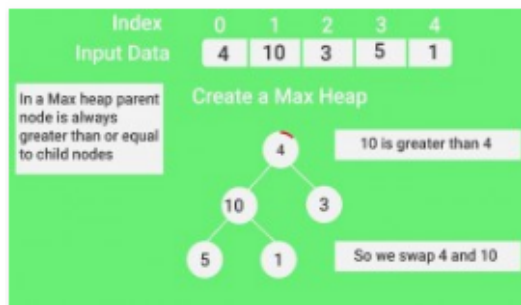 Index 0 1 2 3 4
Input Data 4 10 3 5 1
In a Max heap parent
node is always
greater than or equal
to child nodes
Create a Max Heap
4
10 is greater than 4
10 3
5 1
So we swap 4 and 10